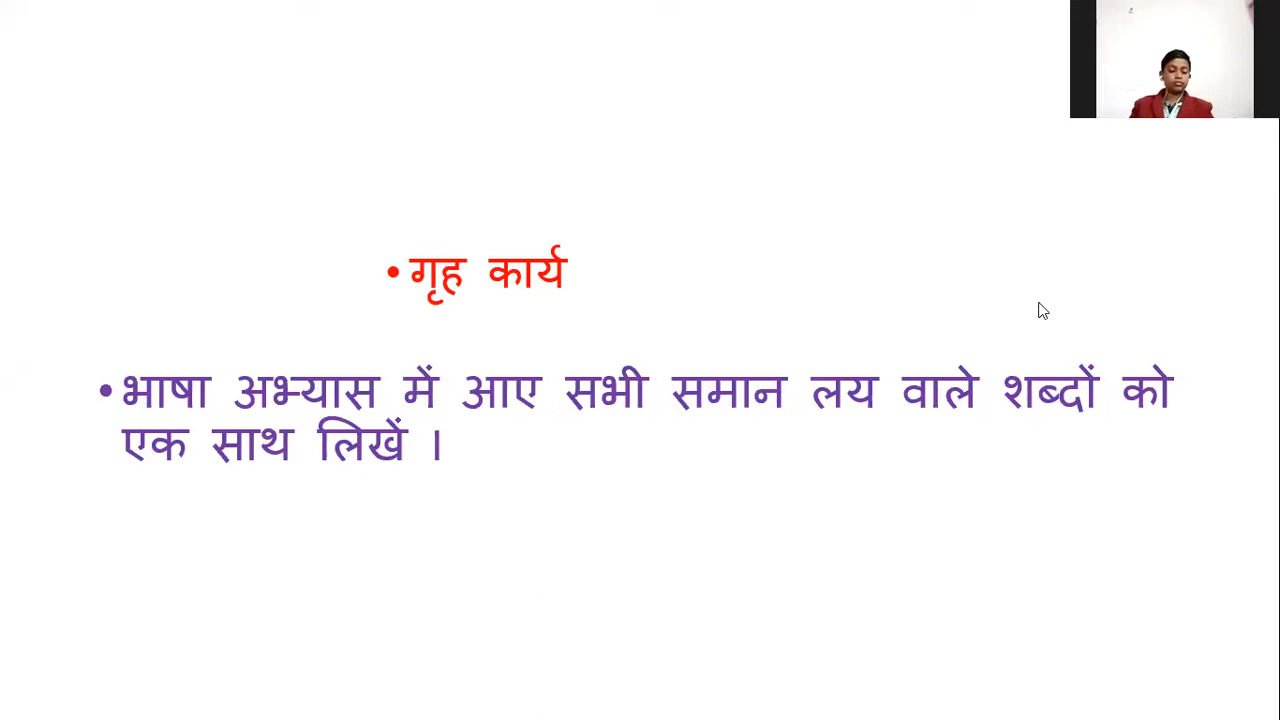 • गृह कार्य
• भाषा अभ्यास में आए सभी समान लय वाले शब्दों को
एक साथ लिखें ।